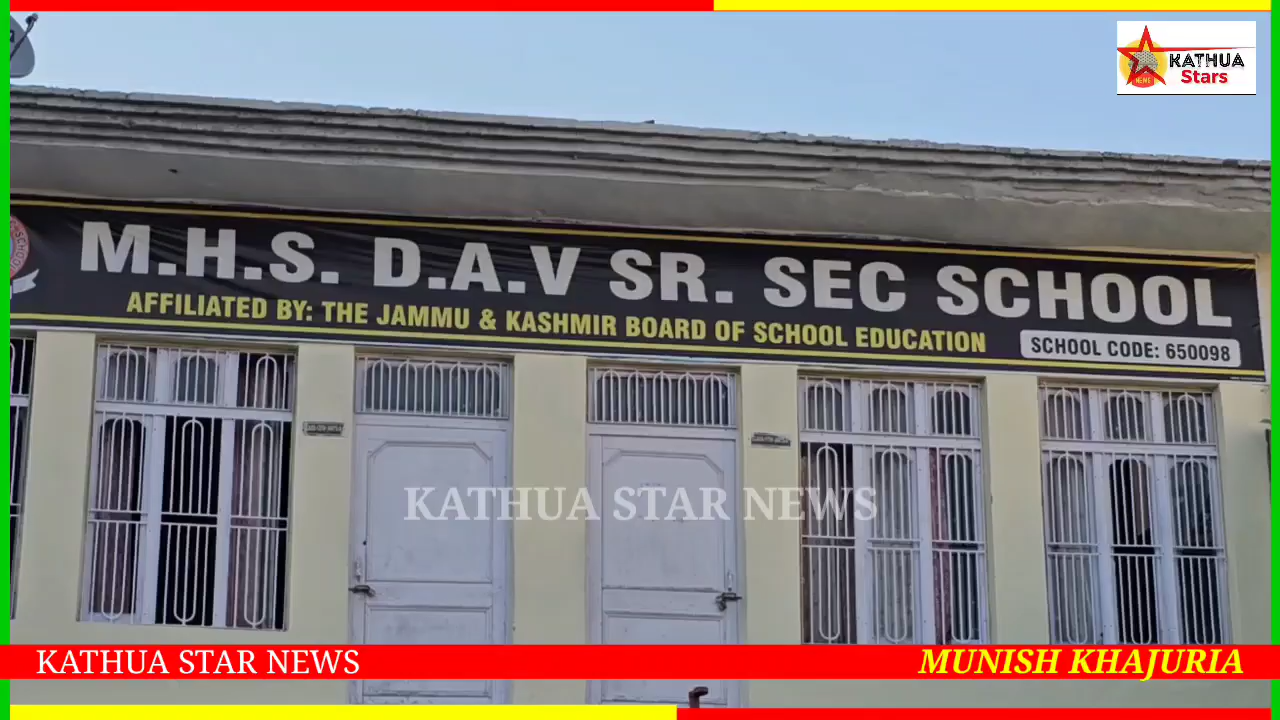 KATHUA
NEWS
Stars
M.H.S. D.A.V SR. SEC SCHOOL
AFFILIATED BY: THE JAMMU & KASHMIR BOARD OF SCHOOL EDUCATION
SCHOOL CODE: 650098
KATHUA STAR NEWS
KATHUA STAR NEWS
MUNISH KHAJURIA